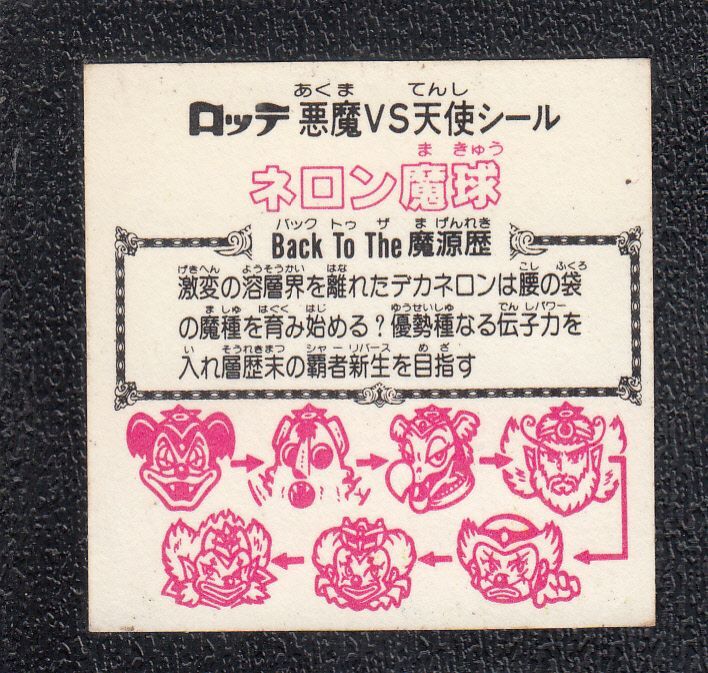 あくま てんし
ロッテ 悪魔VS天使シール
ま きゅう
ネロン魔球
バック トゥ ザ ま げんれき
Back To The 魔源歴
げきへん ようそうかい はな こし ふくろ
激変の溶層界を離れたデカネロンは腰の袋
ま しゅ はぐく はじ ゆうせいしゅ でん しパワー
の魔種を育み始める？優勢種なる伝子力を
い そうれきまつ シャー リバース め ざ
入れ層歴末の覇者新生を目指す